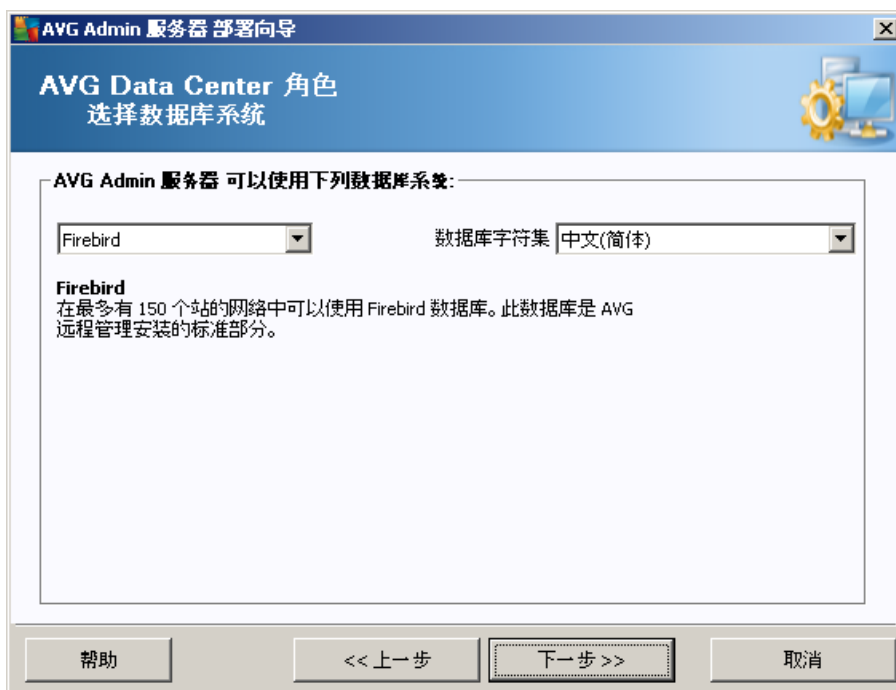 AVG Admin 服务器 部署向导
AVG Data Center 角色
选择数据库系统
AVG Admin 服务器 可以使用下列数据库系统:
Firebird 数据库字符集 中文(简体)
Firebird
在最多有 150 个站的网络中可以使用 Firebird 数据库。此数据库是 AVG
远程管理安装的标准部分。
帮助 <<上一步 下一步>> 取消